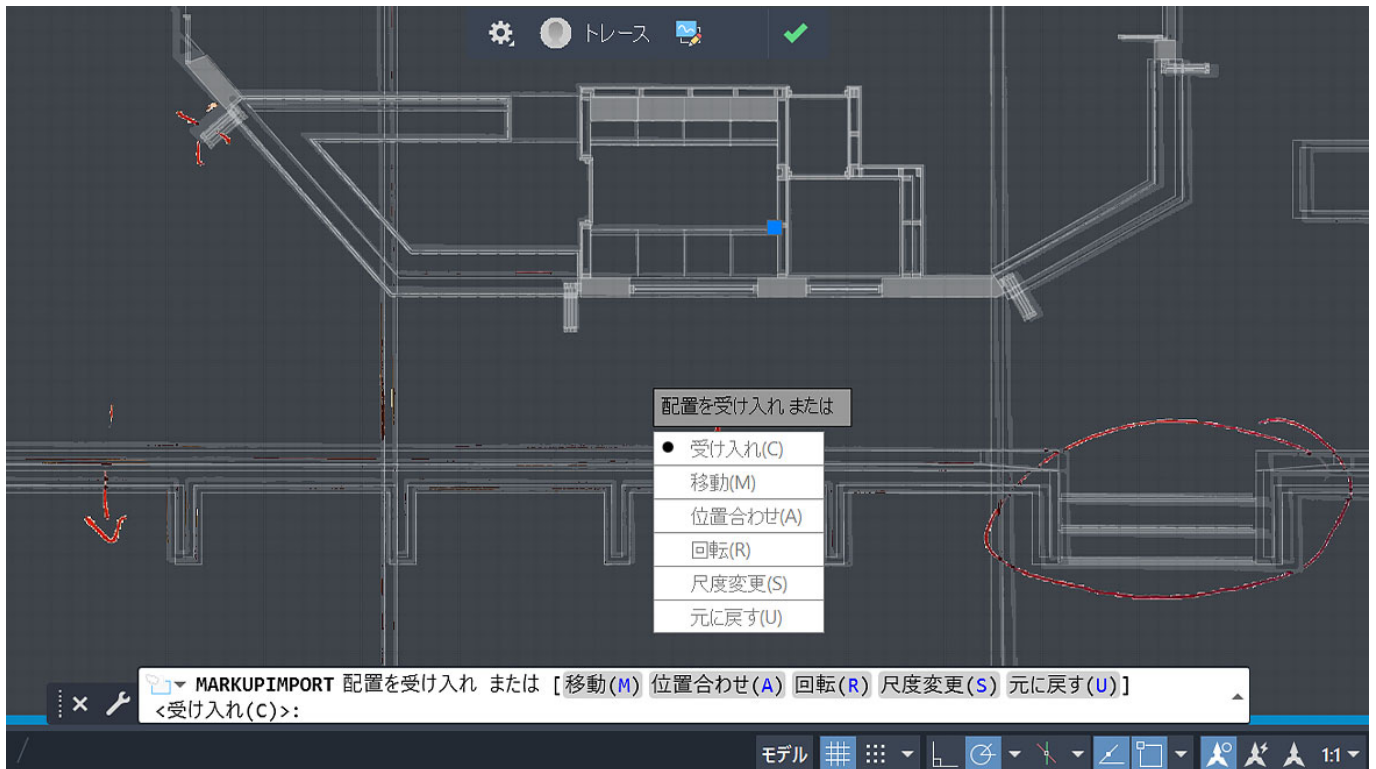 トレース
配置を受け入れ または
受け入れ(C)
移動(M)
位置合わせ(A)
回転(R)
尺度変更(S)
元に戻す(U)
MARKUPIMPORT 配置を受け入れ または [移動(M) 位置合わせ(A) 回転(R) 尺度変更(S) 元に戻す(U)]
<受け入れ(C)>:
モデル 1:1